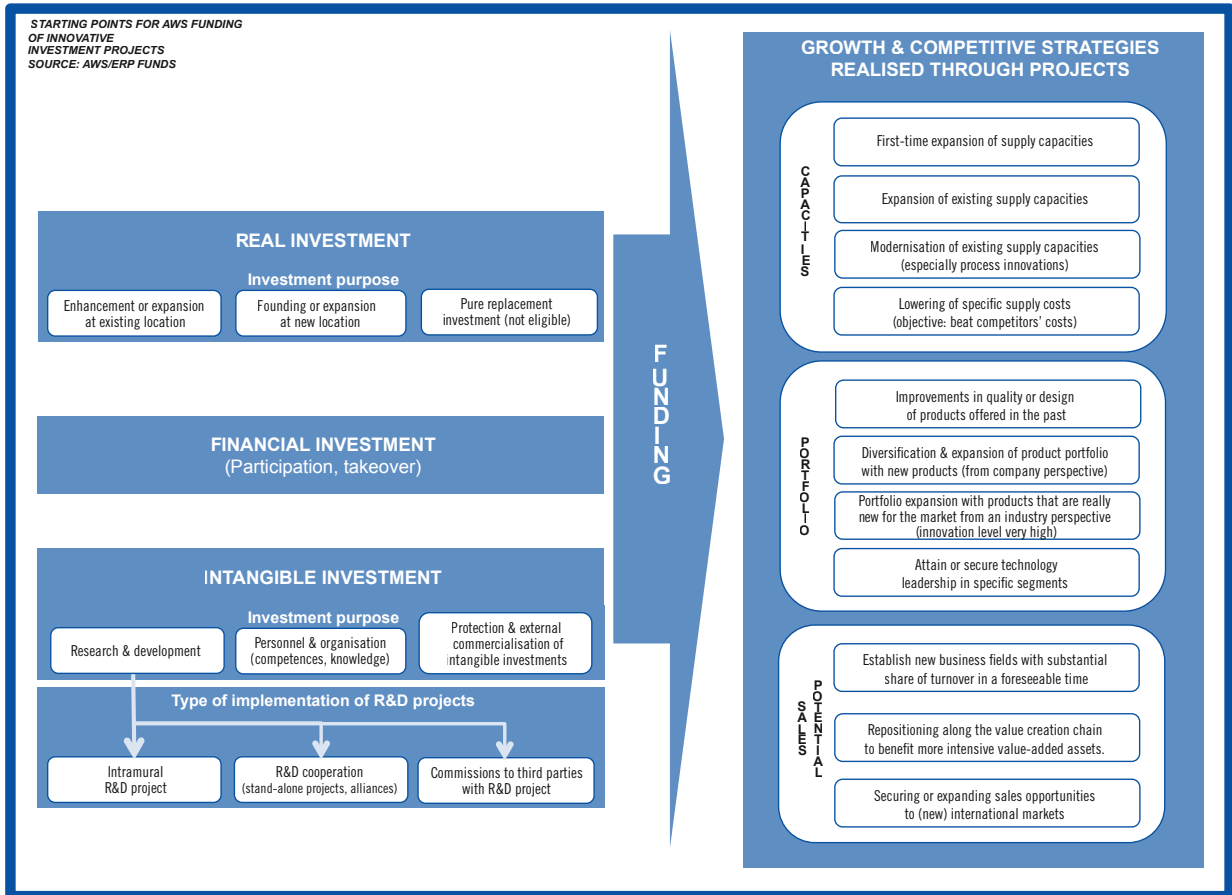 STARTING POINTS FOR AWS FUNDING
OF INNOVATIVE
INVESTMENT PROJECTS
SOURCE: AWS/ERP FUNDS
REAL INVESTMENT
Investment purpose
Enhancement or expansion
at existing location
Founding or expansion
at new location
Pure replacement
investment (not eligible)
FINANCIAL INVESTMENT
(Participation, takeover)
INTANGIBLE INVESTMENT
Investment purpose
Research & development
Personnel & organisation
(competences, knowledge)
Protection & external
commercialisation of
intangible investments
Type of implementation of R&D projects
Intramural
R&D project
R&D cooperation
(stand-alone projects, alliances)
Commissions to third parties
with R&D project
FUNDING
GROWTH & COMPETITIVE STRATEGIES
REALISED THROUGH PROJECTS
CAPACITIES
First-time expansion of supply capacities
Expansion of existing supply capacities
Modernisation of existing supply capacities
(especially process innovations)
Lowering of specific supply costs
(objective: beat competitors' costs)
PORTFOLIO
Improvements in quality or design
of products offered in the past
Diversification & expansion of product portfolio
with new products (from company perspective)
Portfolio expansion with products that are really
new for the market from an industry perspective
(innovation level very high)
Attain or secure technology
leadership in specific segments
SALES
POTENTIAL
Establish new business fields with substantial
share of turnover in a foreseeable time
Repositioning along the value creation chain
to benefit more intensive value-added assets.
Securing or expanding sales opportunities
to (new) international markets